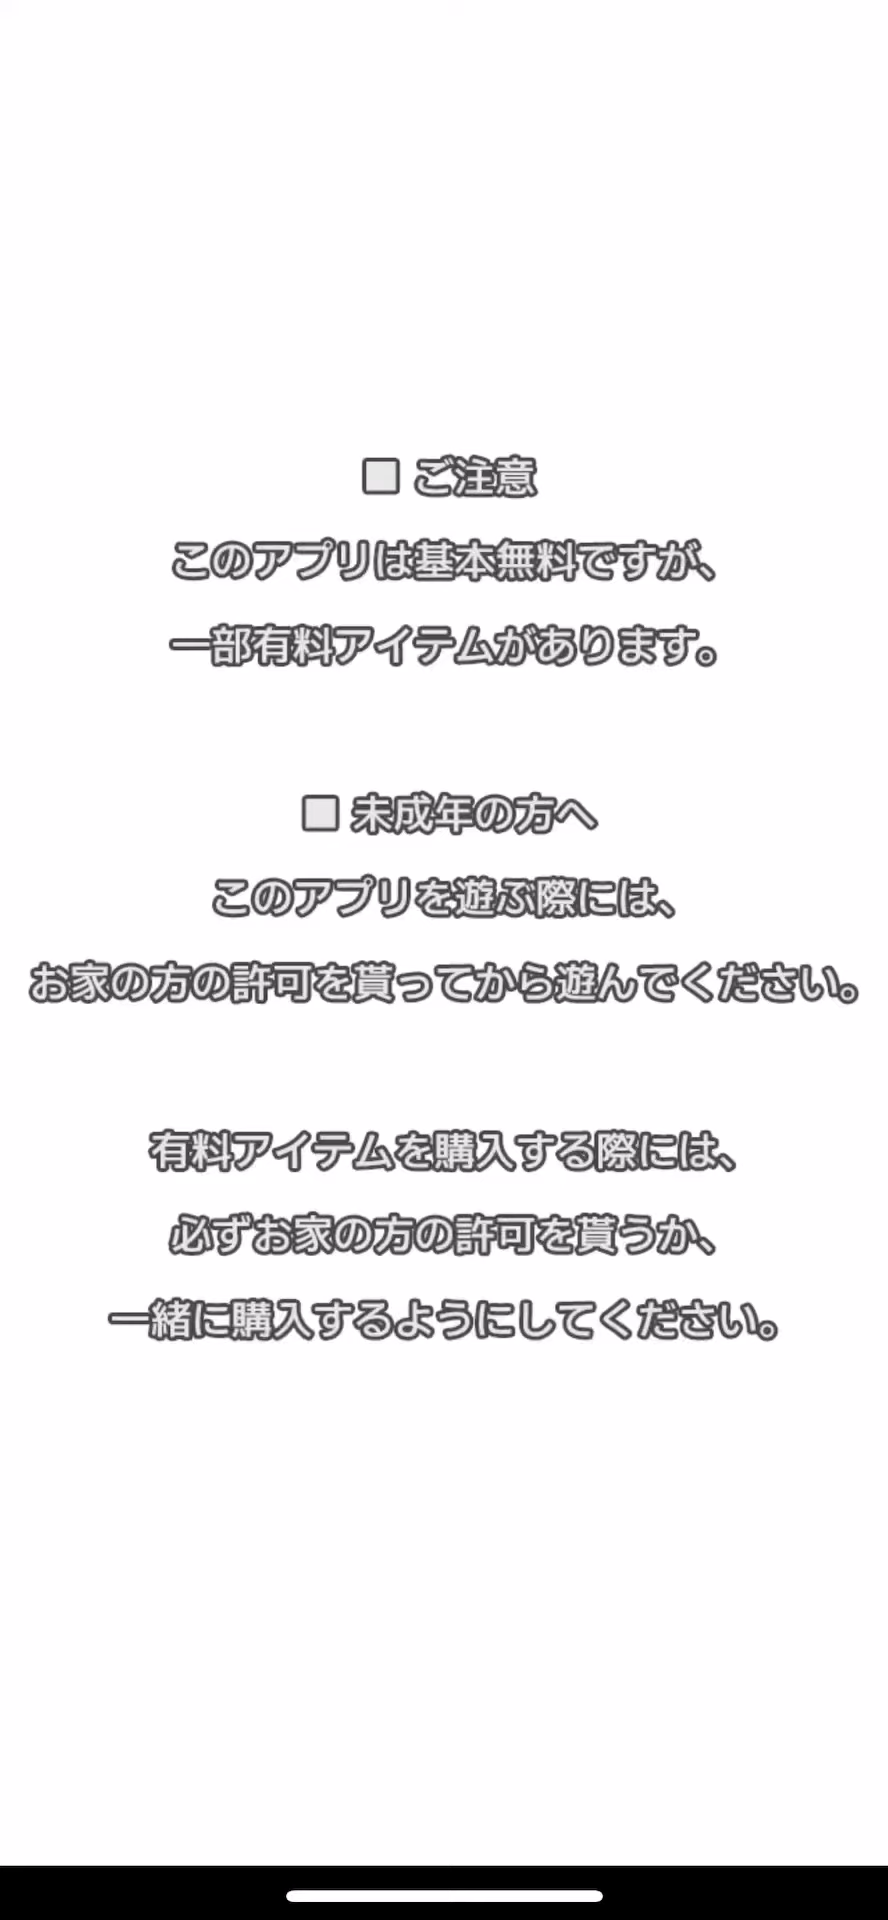 ■ ご注意
このアプリは基本無料ですが、
一部有料アイテムがあります。
■ 未成年の方へ
このアプリを遊ぶ際には、
お家の方の許可を貰ってから遊んでください。
有料アイテムを購入する際には、
必ずお家の方の許可を貰うか、
一緒に購入するようにしてください。